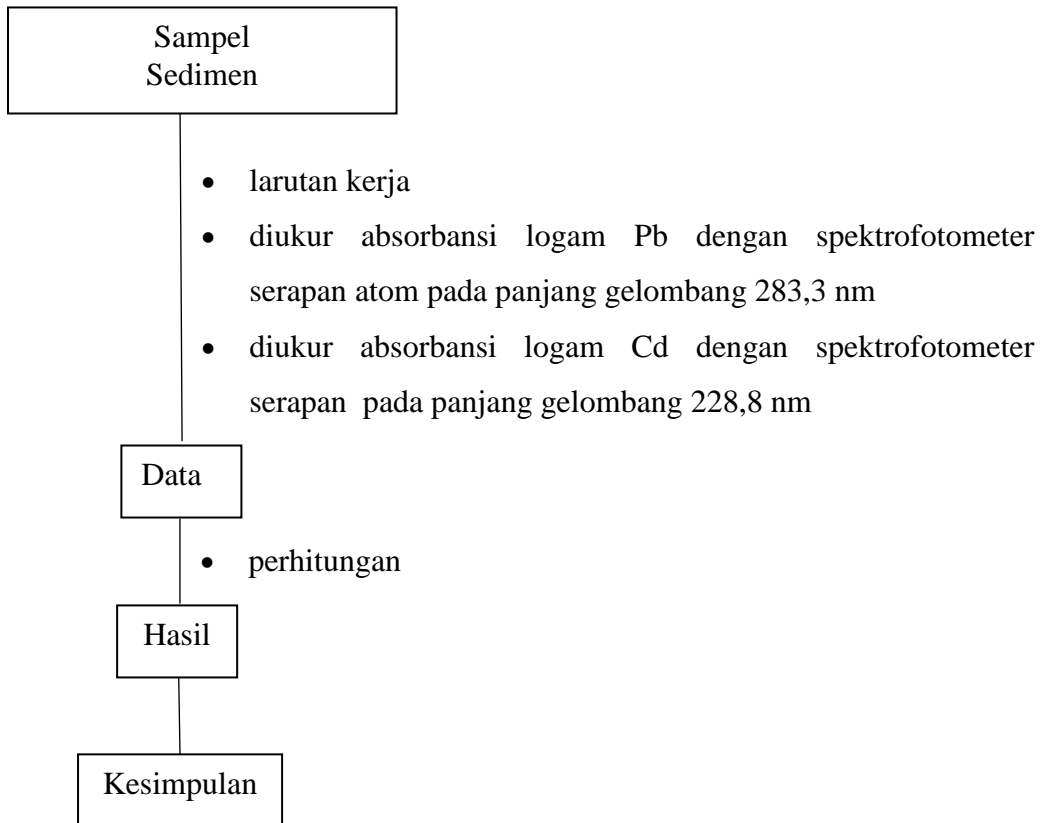 Sampel
Sedimen
• larutan kerja
• diukur absorbansi logam Pb dengan spektrofotometer
serapan atom pada panjang gelombang 283,3 nm
• diukur absorbansi logam Cd dengan spektrofotometer
serapan pada panjang gelombang 228,8 nm
Data
• perhitungan
Hasil
Kesimpulan